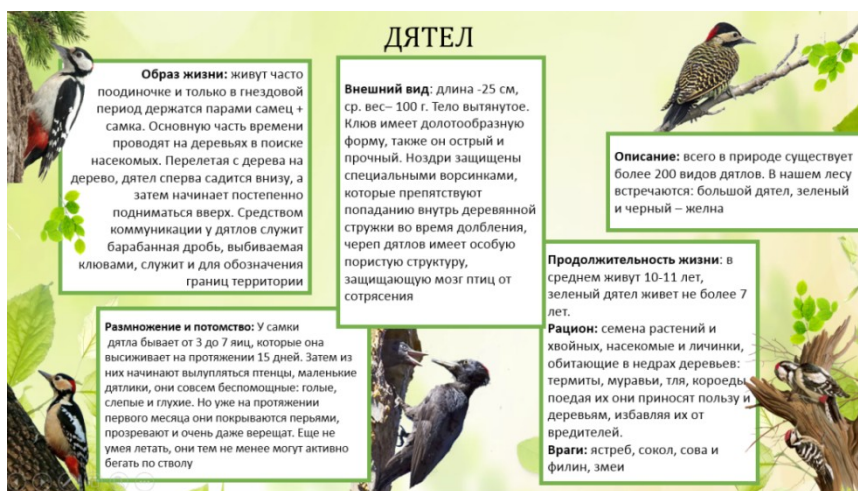 ДЯТЕЛ
Образ жизни: живут часто
поодиночке и только в гнездовой
период держатся парами самец +
самка. Основную часть времени
проводят на деревьях в поиске
насекомых. Перелетая с дерева на
дерево, дятел сперва садится внизу, а
затем начинает постепенно
подниматься вверх. Средством
коммуникации у дятлов служит
барабанная дробь, выбиваемая
клювами, служит и для обозначения
границ территории
Внешний вид: длина -25 см,
ср. вес– 100 г. Тело вытянутое.
Клюв имеет долотообразную
форму, также он острый и
прочный. Ноздри защищены
специальными ворсинками,
которые препятствуют
попаданию внутрь деревянной
стружки во время долбления,
череп дятлов имеет особую
пористую структуру,
защищающую мозг птиц от
сотрясения
Описание: всего в природе существует
более 200 видов дятлов. В нашем лесу
встречаются: большой дятел, зеленый
и черный – желна
Размножение и потомство: У самки
дятла бывает от 3 до 7 яиц, которые она
высиживает на протяжении 15 дней. Затем из
них начинают вылупляться птенцы, маленькие
дятлики, они совсем беспомощные: голые,
слепые и глухие. Но уже на протяжении
первого месяца они покрываются перьями,
прозревают и очень даже верещат. Еще не
умея летать, они тем не менее могут активно
бегать по стволу
Продолжительность жизни: в
среднем живут 10-11 лет,
зеленый дятел живет не более 7
лет.
Рацион: семена растений и
хвойных, насекомые и личинки,
обитающие в недрах деревьев:
термиты, муравьи, тля, короеды,
поедая их они приносят пользу и
деревьям, избавляя их от
вредителей.
Враги: ястреб, сокол, сова и
филин, змеи